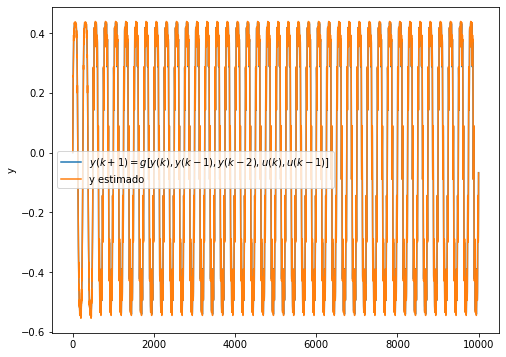 0.4
0.2
0.0
−0.2
−0.4
−0.6
y
y(k + 1) = g[y(k), y(k − 1), y(k − 2), u(k), u(k − 1)]
y estimado
0 2000 4000 6000 8000 10000